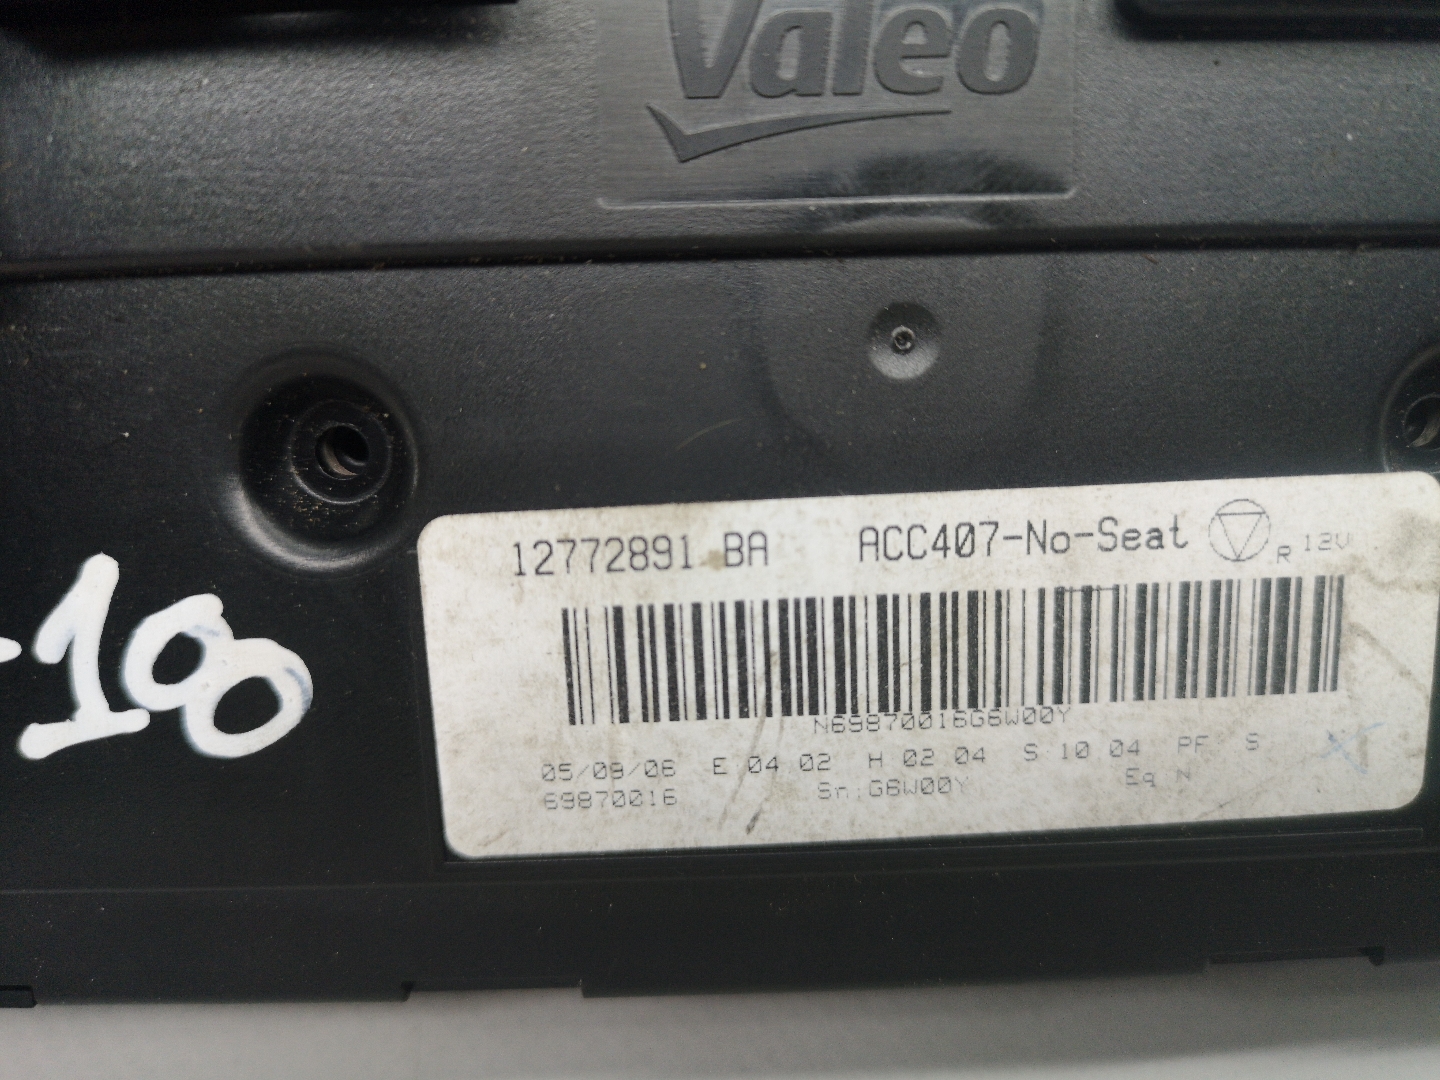 Valeo
12772891 BA ACC407-No-Seat R 12V
N69870016G6W00Y
05/09/06 E 04 02 H 02 04 S 10 04 PF S
69870016 Sn:G6W00Y Eq N
-100